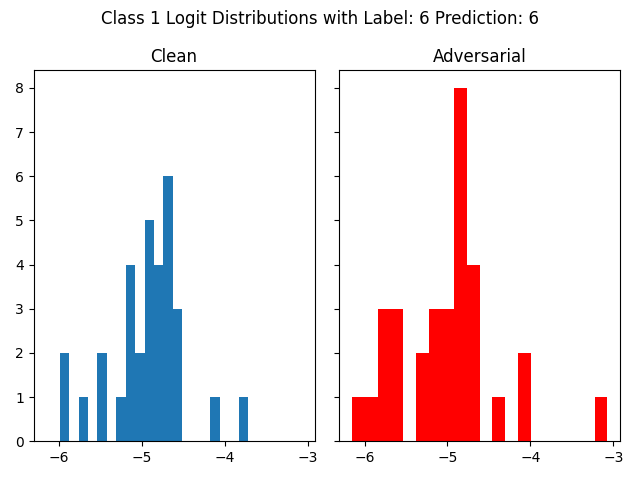 Class 1 Logit Distributions with Label: 6 Prediction: 6
Clean
Adversarial
8
7
6
5
4
3
2
1
0
−6 −5 −4 −3
−6 −5 −4 −3